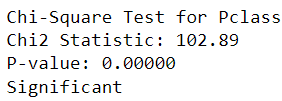 Chi-Square Test for Pclass
Chi2 Statistic: 102.89
P-value: 0.00000
Significant